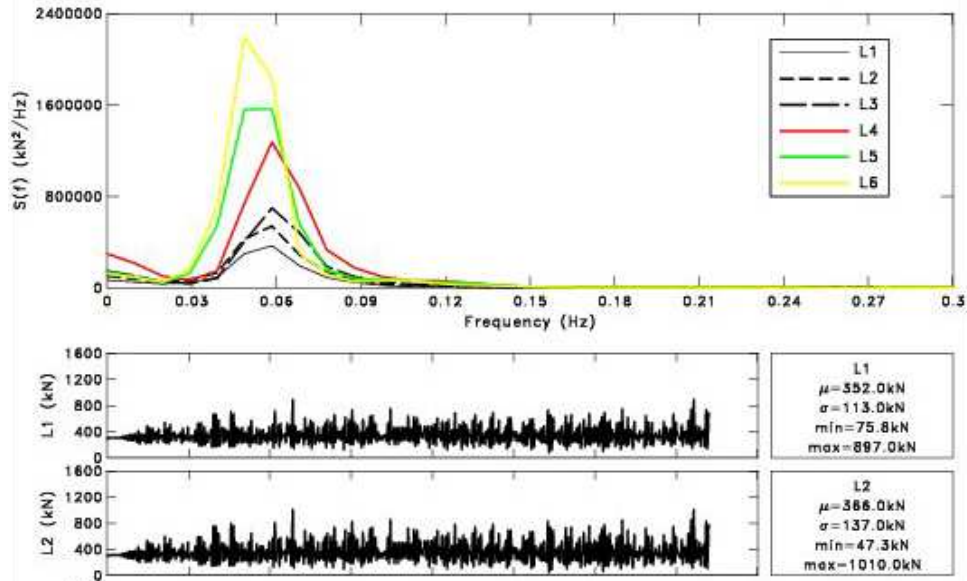 2400000
1600000
800000
0
S(f) (kN²/Hz)
L1
L2
L3
L4
L5
L6
0 0.03 0.06 0.09 0.12 0.15 0.18 0.21 0.24 0.27 0.3
Frequency (Hz)
1600
1200
800
400
0
L1 (kN)
L1
μ=352.0kN
σ=113.0kN
min=75.8kN
max=897.0kN
1600
1200
800
400
0
L2 (kN)
L2
μ=366.0kN
σ=137.0kN
min=47.3kN
max=1010.0kN